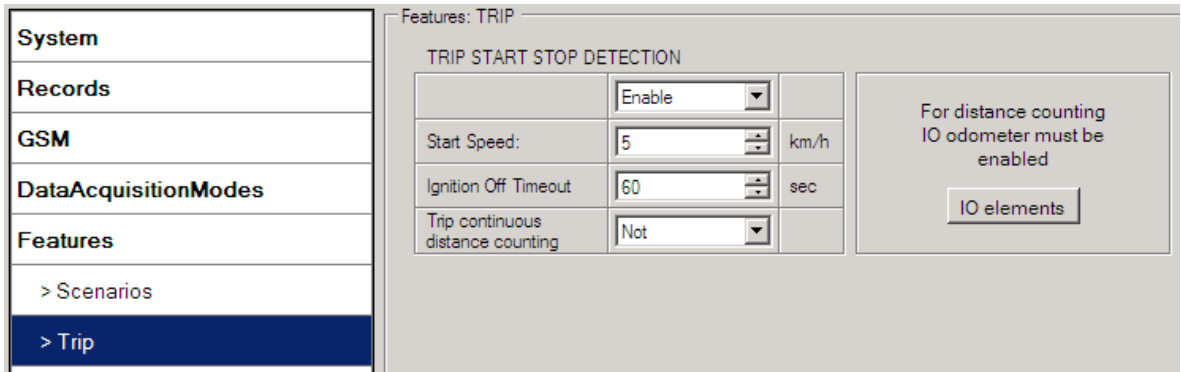 System
Records
GSM
DataAcquisitionModes
Features
> Scenarios
> Trip
Features: TRIP
TRIP START STOP DETECTION
Enable
Start Speed: 5 km/h
Ignition Off Timeout 60 sec
Trip continuous
distance counting Not
For distance counting
IO odometer must be
enabled
IO elements